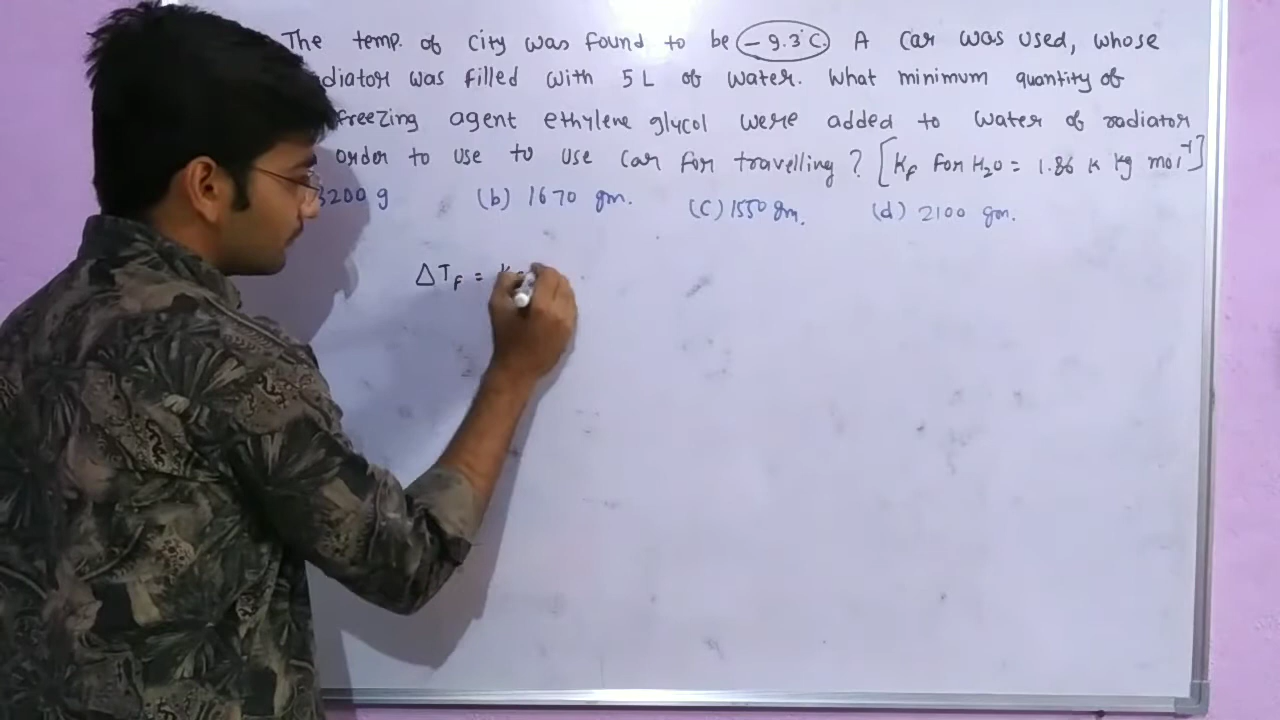 The temp. of city was found to be -9.3°C. A car was used, whose
diator was filled with 5 L of water. What minimum quantity of
freezing agent ethylene glycol were added to water of radiator
order to use to use car for travelling? [Kf for H2O = 1.86 K kg mol⁻¹]
3200 g (b) 1670 gm. (c) 1550 gm. (d) 2100 gm.
ΔTf = K